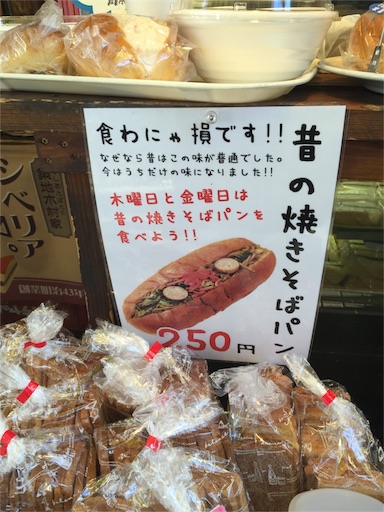 昔の焼きそばパン
食わにゃ損です!!
なぜなら昔はこの味が普通でした。
今はうちだけの味になりました!!
木曜日と金曜日は
昔の焼きそばパンを
食べよう!!
250円
シベリア